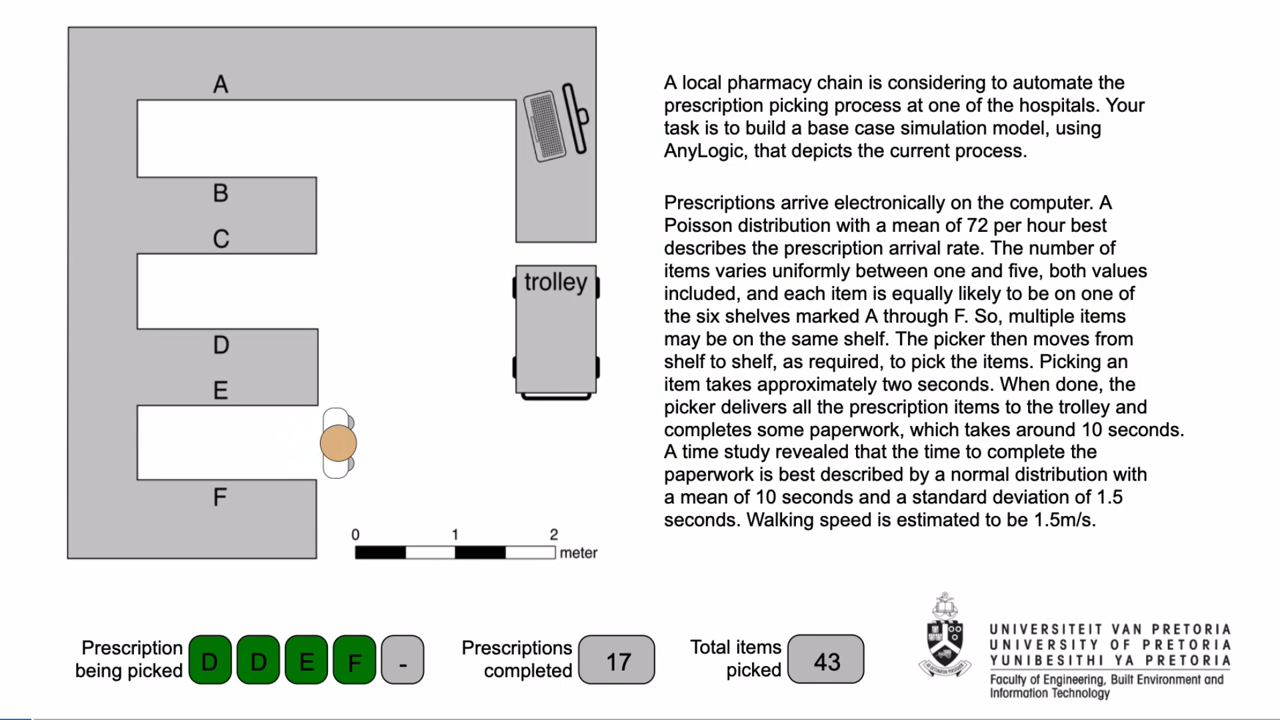 A
B
C
D
E
F
trolley
0 1 2
meter
A local pharmacy chain is considering to automate the
prescription picking process at one of the hospitals. Your
task is to build a base case simulation model, using
AnyLogic, that depicts the current process.
Prescriptions arrive electronically on the computer. A
Poisson distribution with a mean of 72 per hour best
describes the prescription arrival rate. The number of
items varies uniformly between one and five, both values
included, and each item is equally likely to be on one of
the six shelves marked A through F. So, multiple items
may be on the same shelf. The picker then moves from
shelf to shelf, as required, to pick the items. Picking an
item takes approximately two seconds. When done, the
picker delivers all the prescription items to the trolley and
completes some paperwork, which takes around 10 seconds.
A time study revealed that the time to complete the
paperwork is best described by a normal distribution with
a mean of 10 seconds and a standard deviation of 1.5
seconds. Walking speed is estimated to be 1.5m/s.
Prescription
being picked
D D E F -
Prescriptions
completed
17
Total items
picked
43
UNIVERSITEIT VAN PRETORIA
UNIVERSITY OF PRETORIA
YUNIBESITHI YA PRETORIA
Faculty of Engineering, Built Environment and
Information Technology